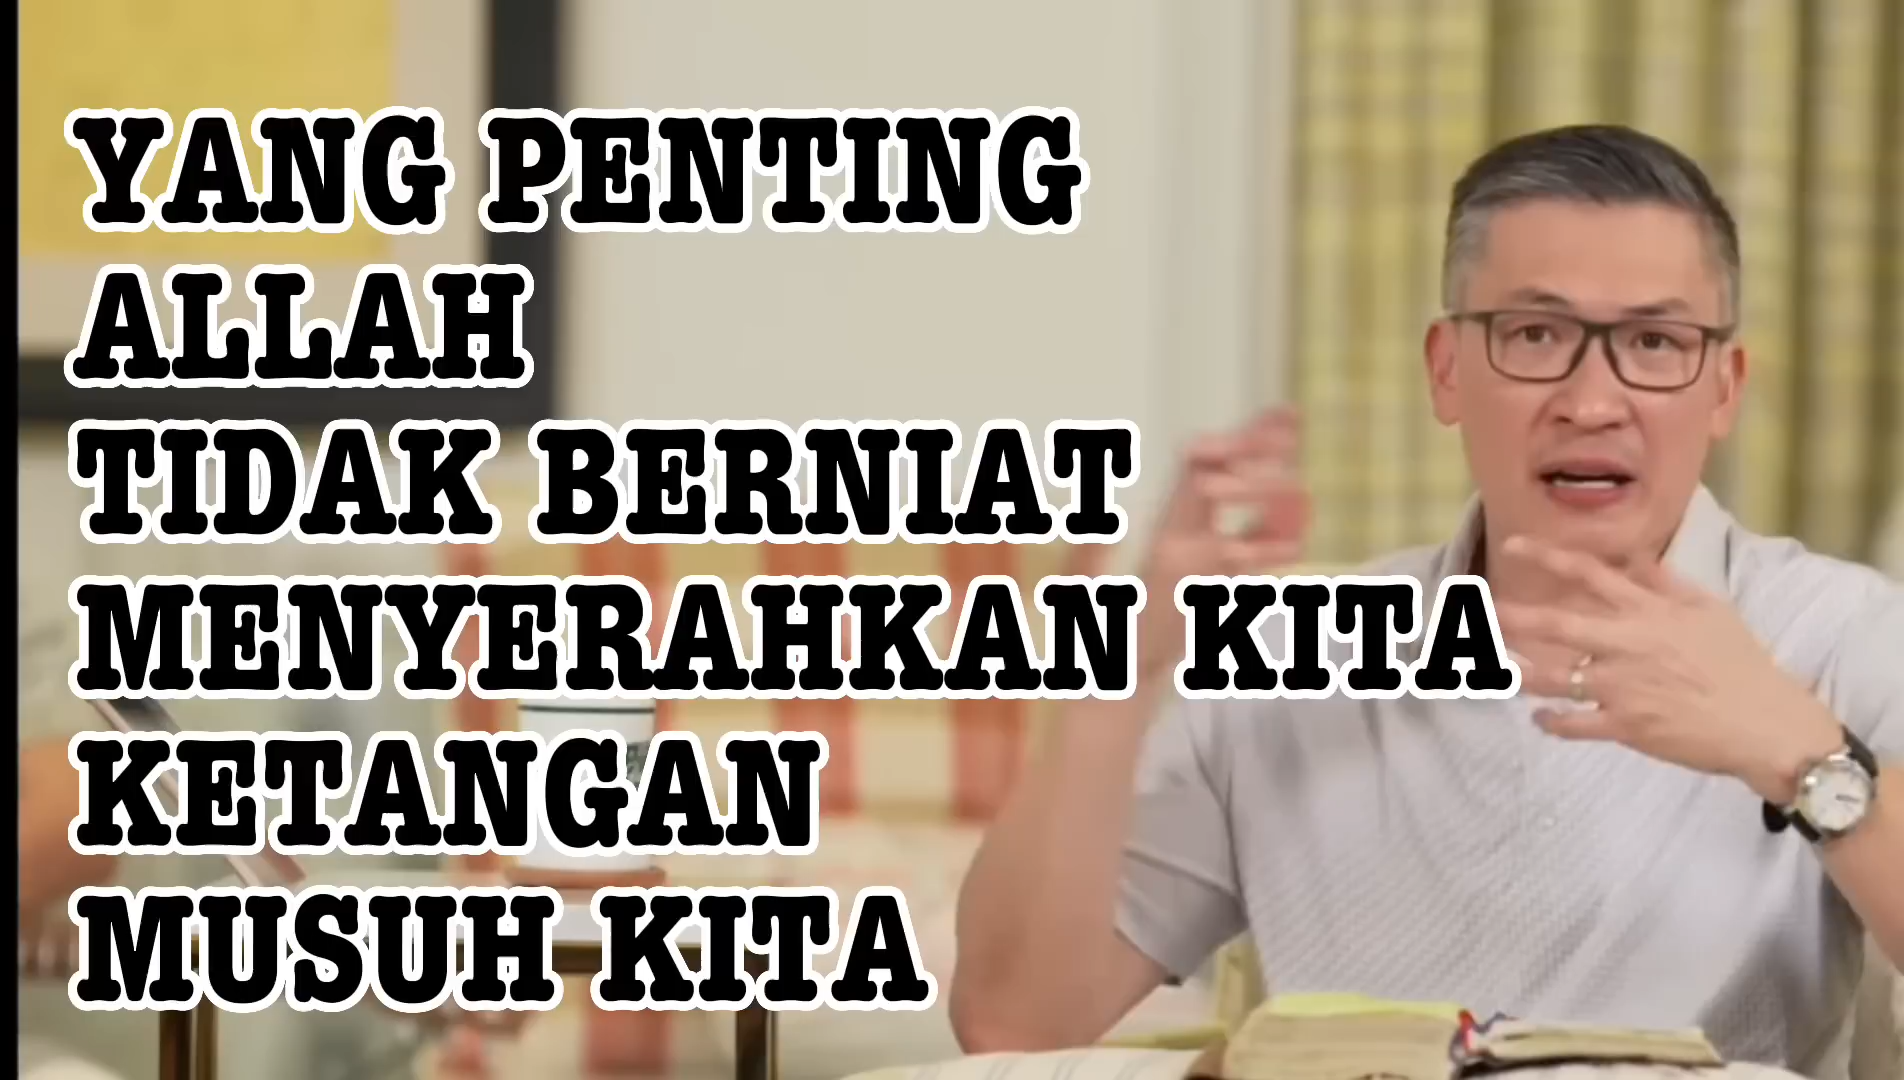 YANG PENTING
ALLAH
TIDAK BERNIAT
MENYERAHKAN KITA
KETANGAN
MUSUH KITA